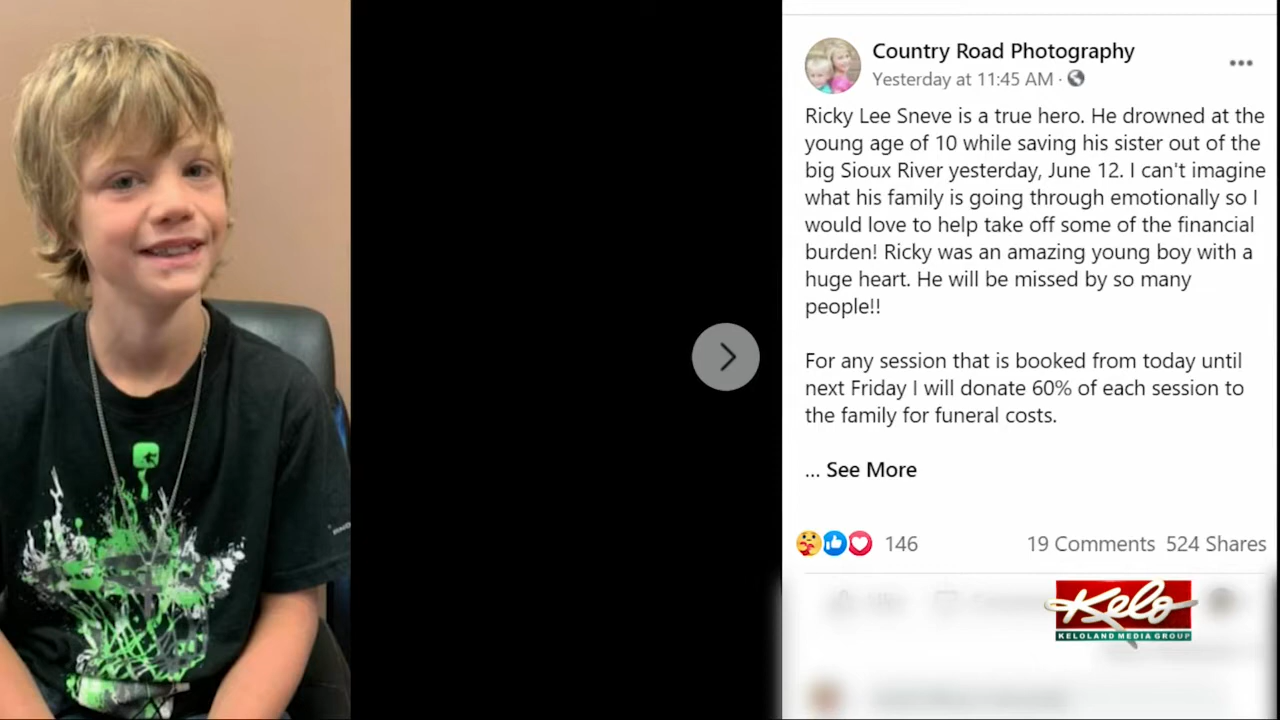 Country Road Photography
Yesterday at 11:45 AM ·
Ricky Lee Sneve is a true hero. He drowned at the
young age of 10 while saving his sister out of the
big Sioux River yesterday, June 12. I can't imagine
what his family is going through emotionally so I
would love to help take off some of the financial
burden! Ricky was an amazing young boy with a
huge heart. He will be missed by so many
people!!
For any session that is booked from today until
next Friday I will donate 60% of each session to
the family for funeral costs.
... See More
146
19 Comments 524 Shares
Kelo
KELOLAND MEDIA GROUP